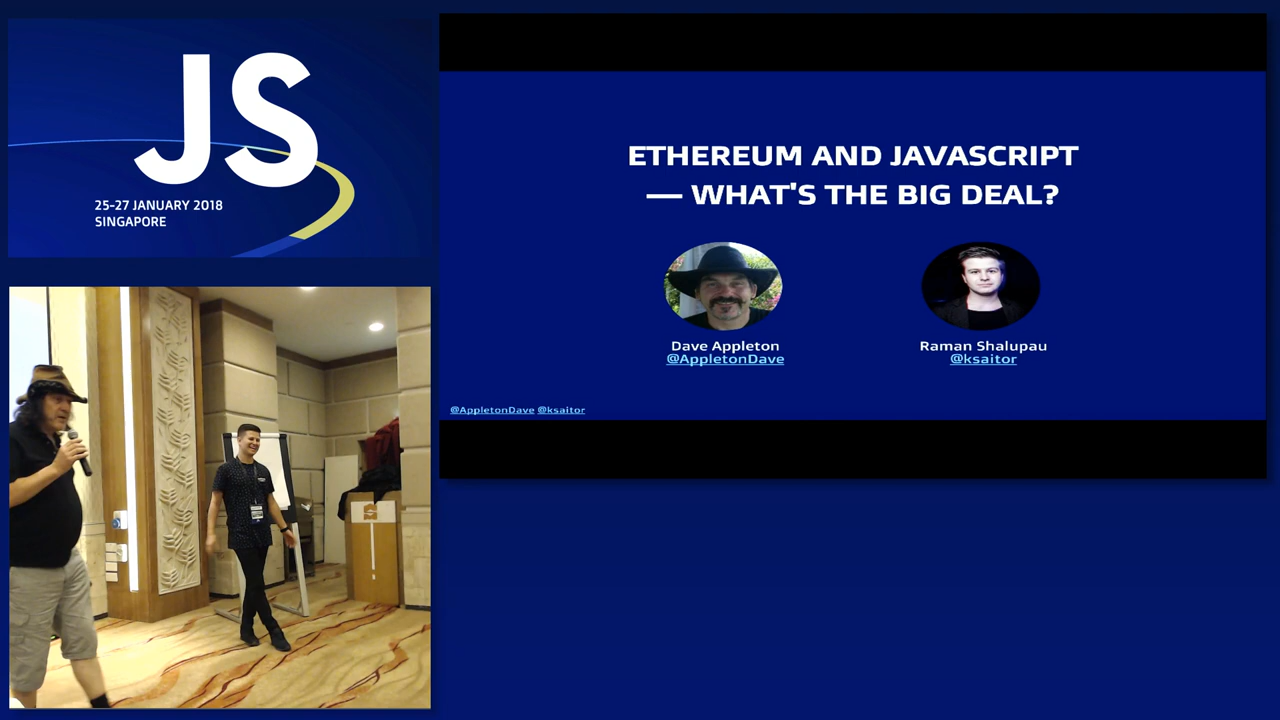 JS
25-27 JANUARY 2018
SINGAPORE
ETHEREUM AND JAVASCRIPT
— WHAT'S THE BIG DEAL?
Dave Appleton
@AppletonDave
Raman Shalupau
@ksaitor
@AppletonDave @ksaitor